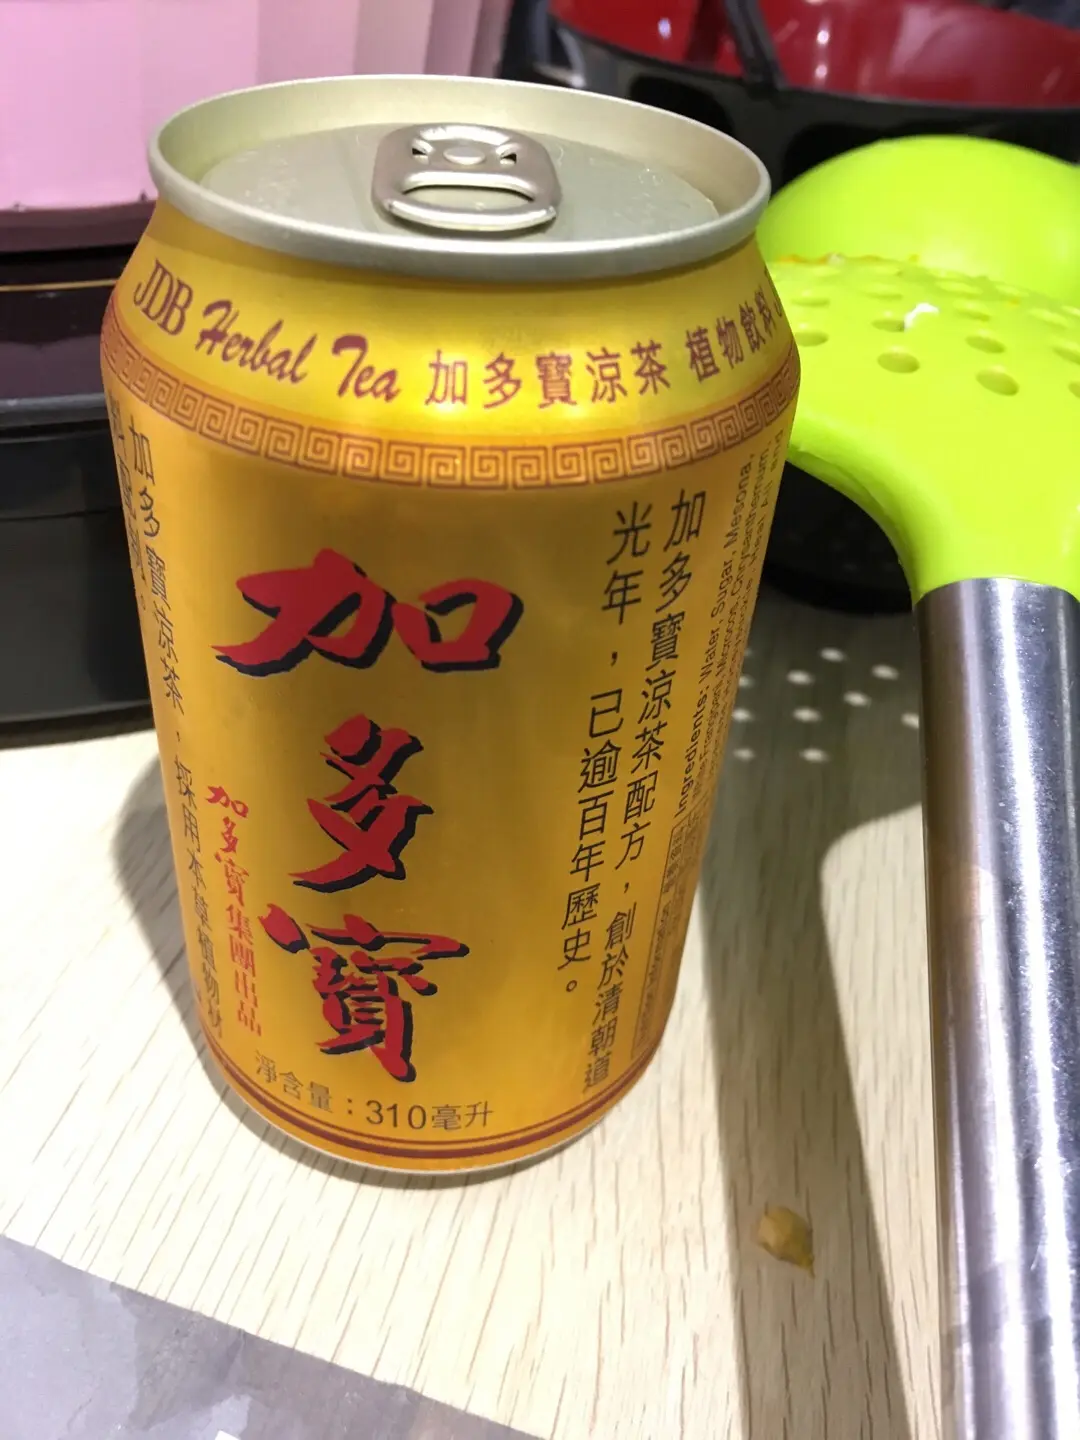 JDB Herbal Tea 加多寶涼茶 植物飲料
加多寶
加多寶集團出品
淨含量：310毫升
加多寶涼茶配方，創於清朝道
光年，已逾百年歷史。
加多寶涼茶，採用本草植物材
Ingredients: Water, Sugar, Mesona,
Chrysanthemum,